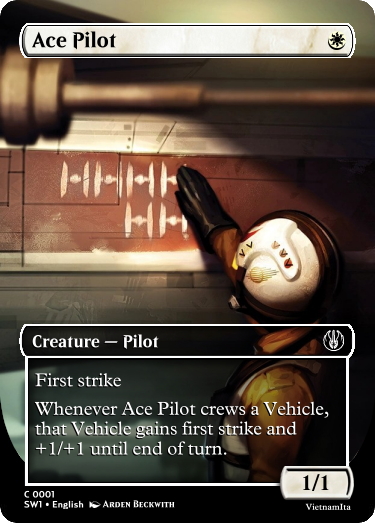 Ace Pilot
Creature — Pilot
First strike
Whenever Ace Pilot crews a Vehicle,
that Vehicle gains first strike and
+1/+1 until end of turn.
1/1
C 0001
SW1 • English Arden Beckwith
VietnamIta